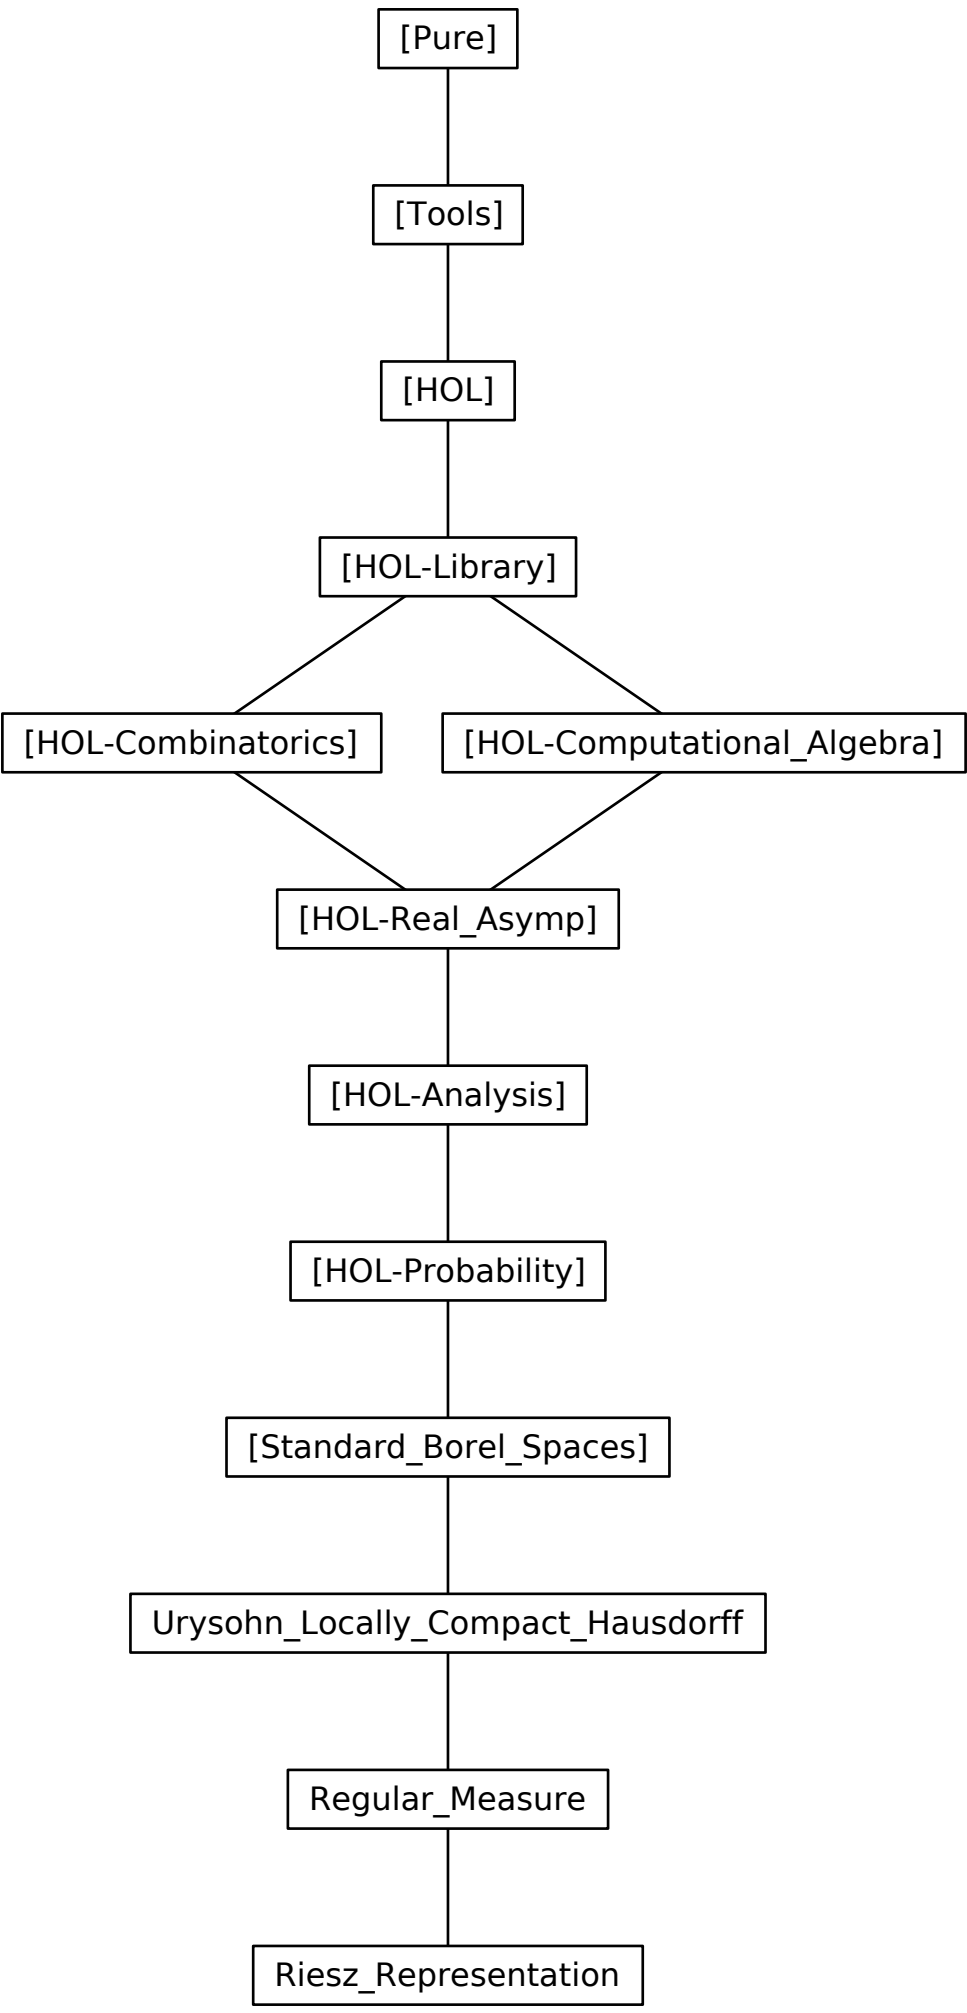 [Pure]
[Tools]
[HOL]
[HOL-Library]
[HOL-Combinatorics]
[HOL-Computational_Algebra]
[HOL-Real_Asymp]
[HOL-Analysis]
[HOL-Probability]
[Standard_Borel_Spaces]
Urysohn_Locally_Compact_Hausdorff
Regular_Measure
Riesz_Representation